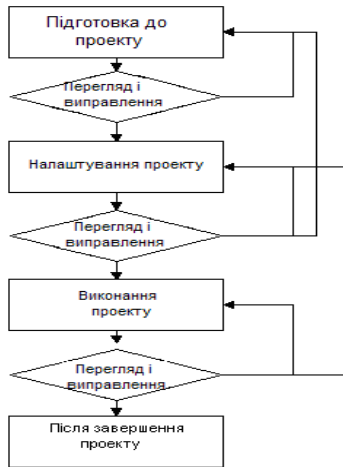 Підготовка до
проекту
Перегляд і
виправлення
Налаштування проекту
Перегляд і
виправлення
Виконання
проекту
Перегляд і
виправлення
Після завершення
проекту